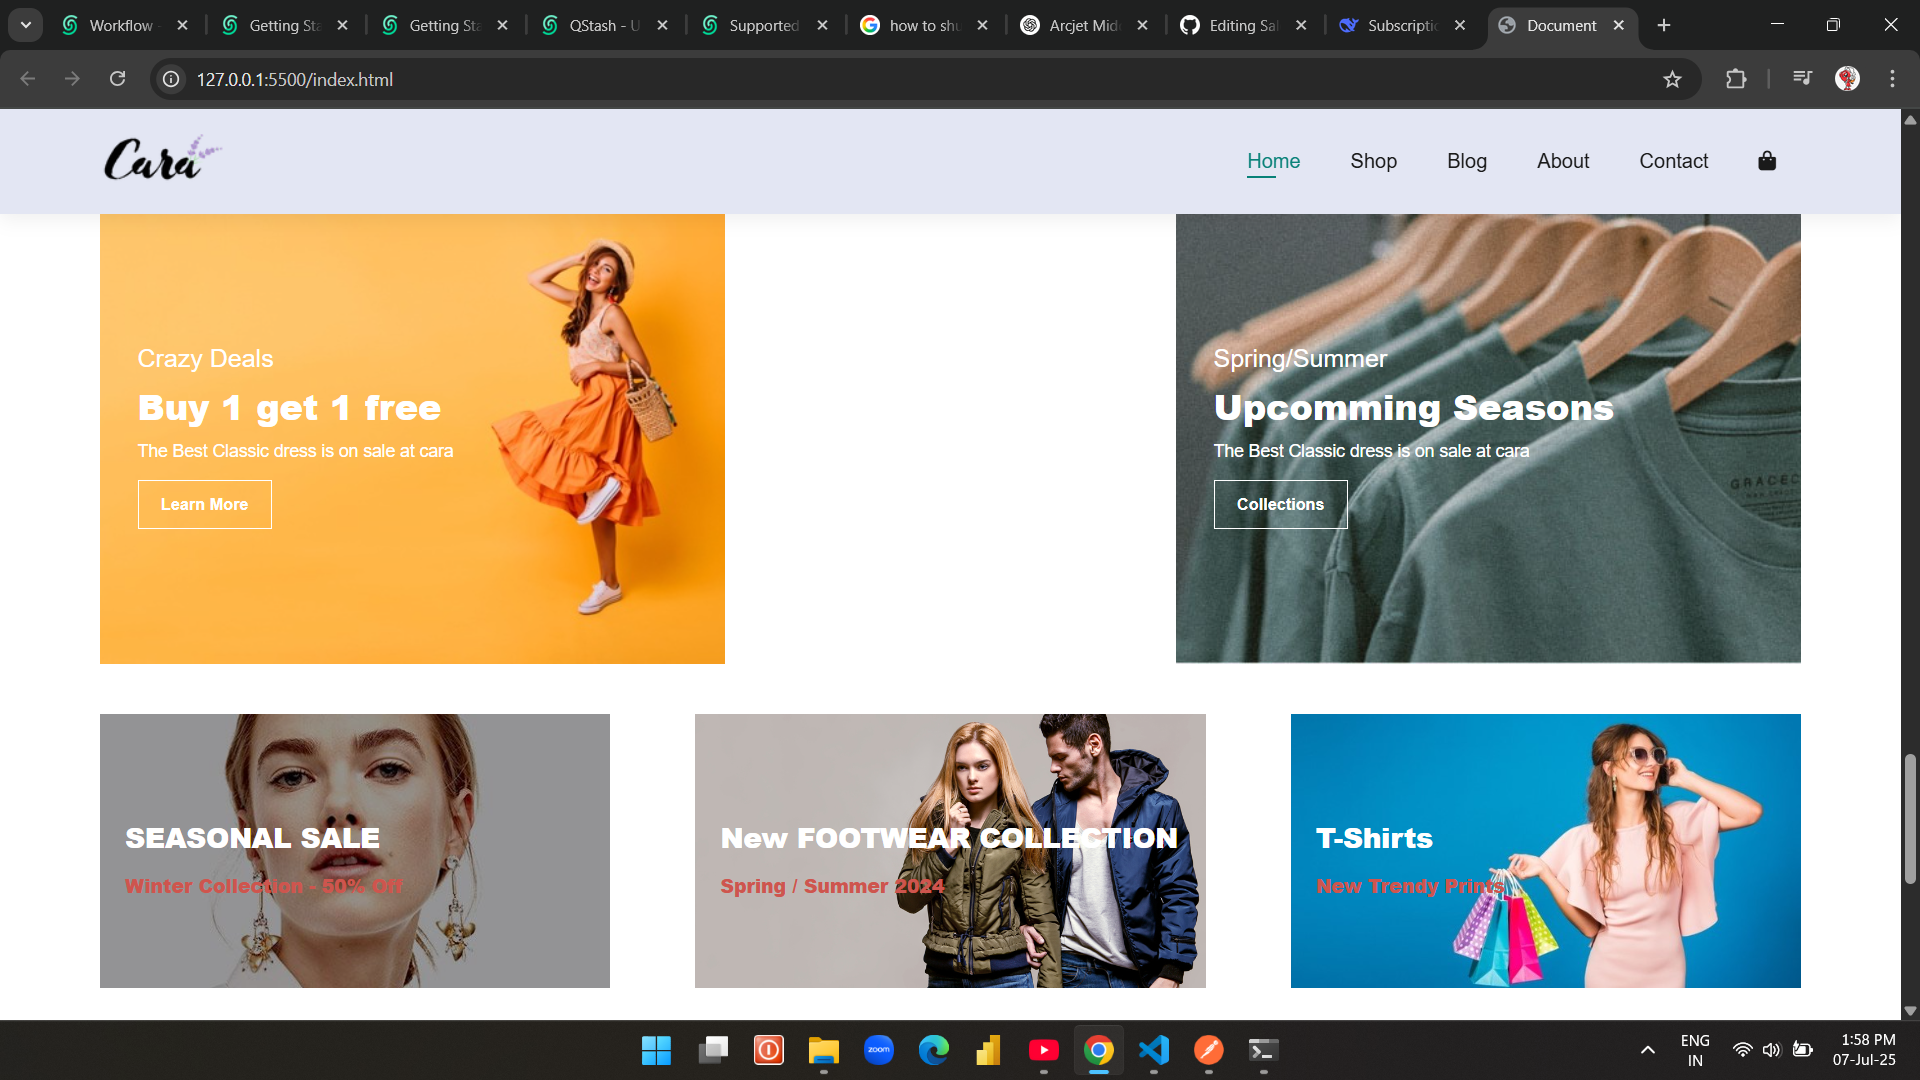 Workflow
Getting Sta
Getting Sta
QStash - U
Supported
how to shu
Arcjet Mid
Editing Sal
Subscripti
Document
127.0.0.1:5500/index.html
Cara
Home
Shop
Blog
About
Contact
Crazy Deals
Buy 1 get 1 free
The Best Classic dress is on sale at cara
Learn More
Spring/Summer
Upcomming Seasons
The Best Classic dress is on sale at cara
Collections
GRACEC
SEASONAL SALE
Winter Collection - 50% Off
New FOOTWEAR COLLECTION
Spring / Summer 2024
T-Shirts
New Trendy Prints
zoom
ENG
IN
1:58 PM
07-Jul-25